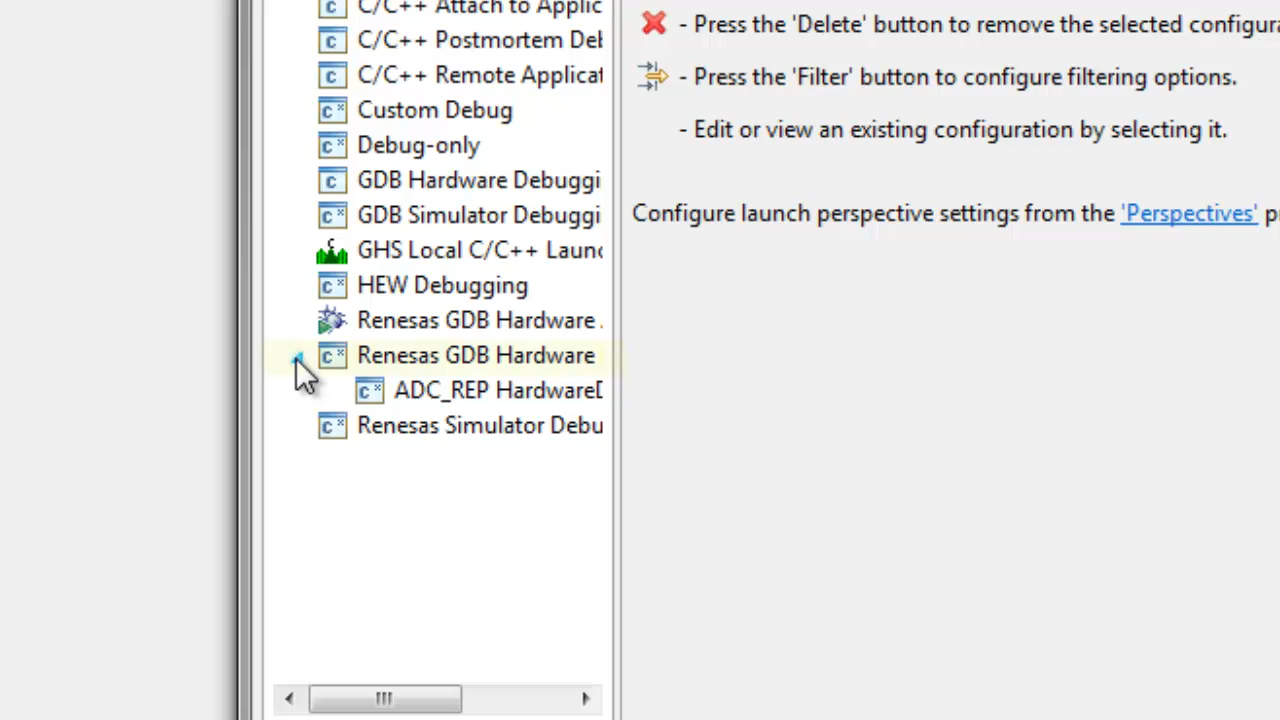 C/C++ Attach to Applic
C/C++ Postmortem Deb
C/C++ Remote Applicat
Custom Debug
Debug-only
GDB Hardware Debuggi
GDB Simulator Debuggi
GHS Local C/C++ Launc
HEW Debugging
Renesas GDB Hardware
Renesas GDB Hardware
ADC_REP HardwareD
Renesas Simulator Debu
- Press the 'Delete' button to remove the selected configura
- Press the 'Filter' button to configure filtering options.
- Edit or view an existing configuration by selecting it.
Configure launch perspective settings from the 'Perspectives' p